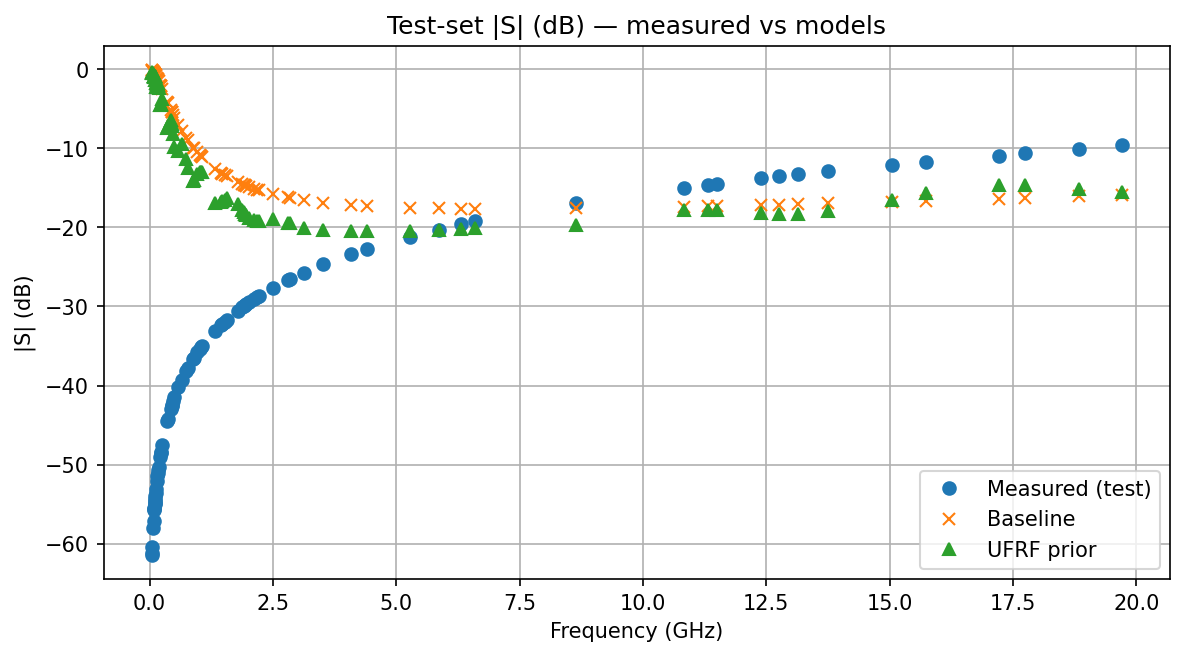 Test-set |S| (dB) — measured vs models
|S| (dB)
0
−10
−20
−30
−40
−50
−60
Measured (test)
Baseline
UFRF prior
0.0 2.5 5.0 7.5 10.0 12.5 15.0 17.5 20.0
Frequency (GHz)